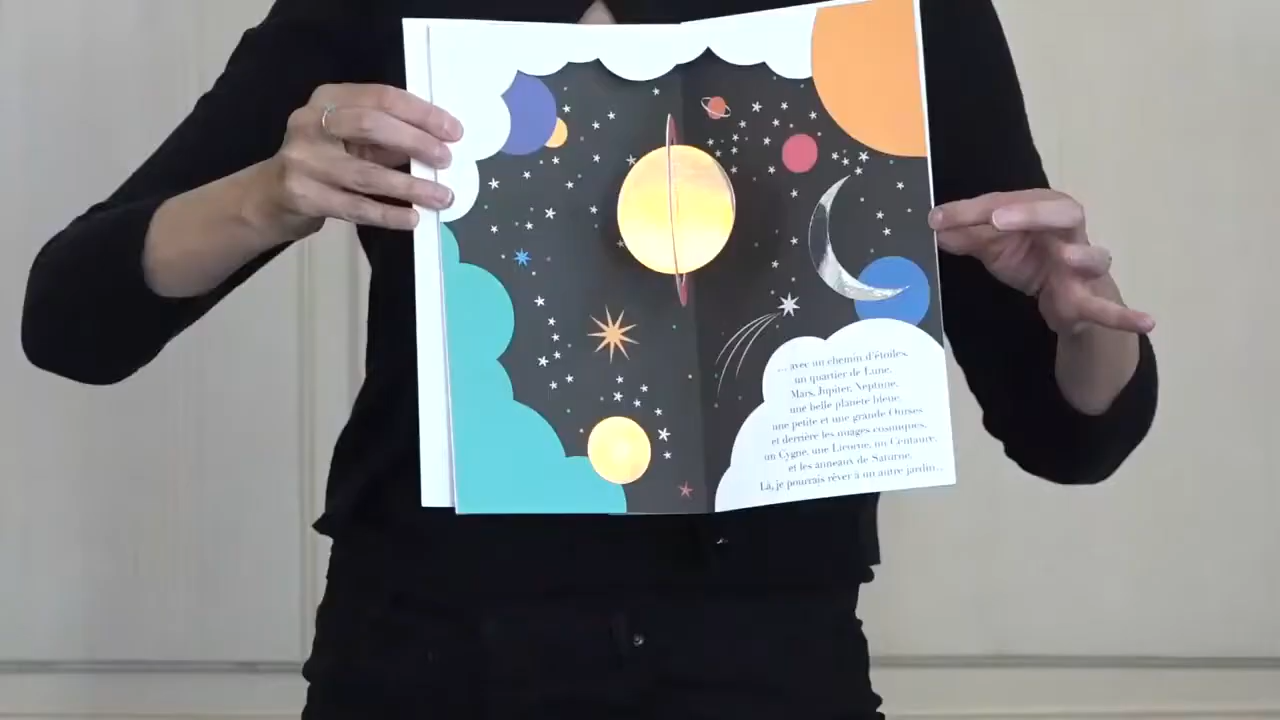 ... avec un chemin d'étoiles,
un quartier de Lune,
Mars, Jupiter, Neptune,
une belle planète bleue,
une petite et une grande Ourses
et derrière les nuages cosmiques,
un Cygne, une Licorne, un Centaure,
et les anneaux de Saturne.
Là, je pourrais rêver à un autre jardin...